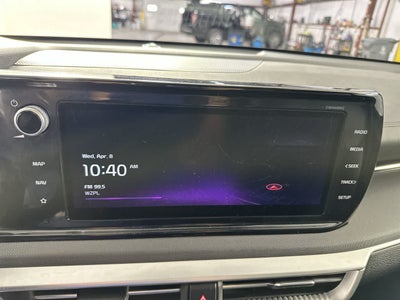 RADIO
MEDIA
<SEEK
TRACK>
SETUP
MAP
NAV
Wed, Apr. 8
10:40 AM
FM 99.5
WZPL